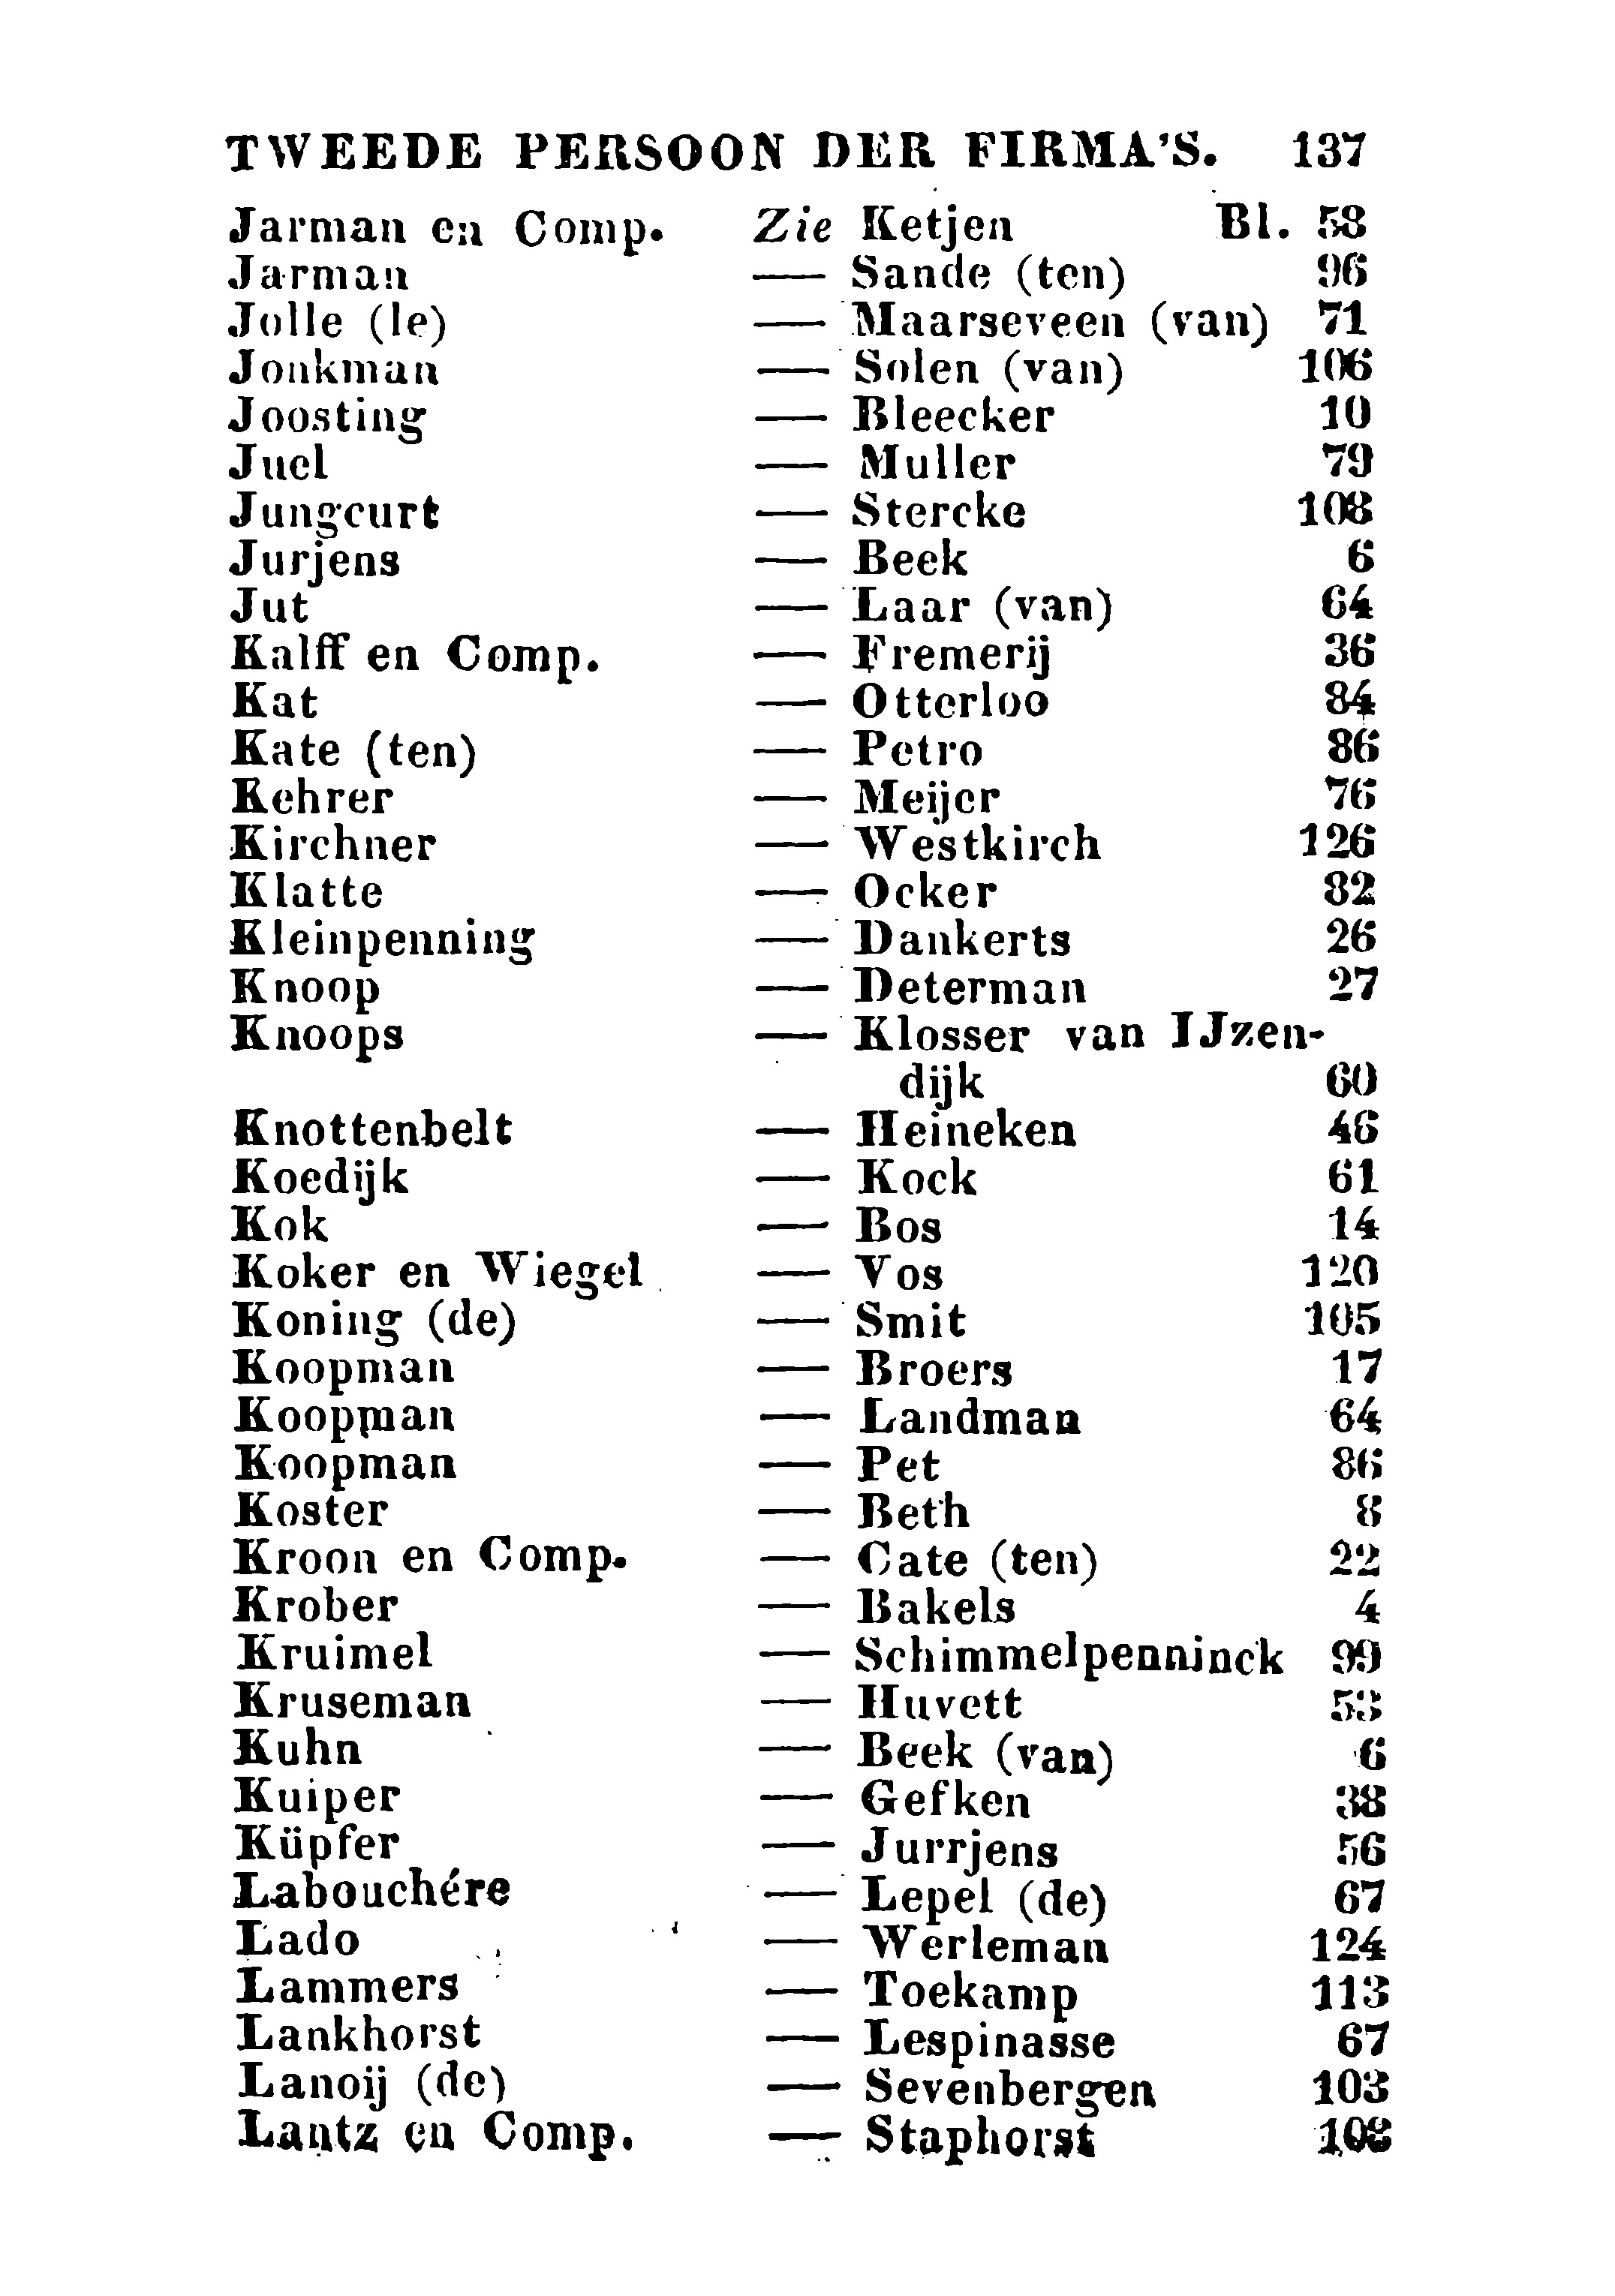 TWEEDE PERSOON DER FIRMA'S. 137
Jarman en Comp. Zie Ketjen Bl. 58
Jarman — Sande (ten) 96
Jolle (le) — Maarseveen (van) 71
Jonkman — Solen (van) 106
Joosting — Bleecker 10
Juel — Muller 79
Jungcurt — Stercke 108
Jurjens — Beek 6
Jut — Laar (van) 64
Kalff en Comp. — Fremerij 36
Kat — Otterloo 84
Kate (ten) — Petro 86
Kehrer — Meijer 76
Kirchner — Westkirch 126
Klatte — Ocker 82
Kleinpenning — Dankerts 26
Knoop — Determan 27
Knoops — Klosser van IJzen-
dijk 60
Knottenbelt — Heineken 46
Koedijk — Kock 61
Kok — Bos 14
Koker en Wiegel — Vos 120
Koning (de) — Smit 105
Koopman — Broers 17
Koopman — Landman 64
Koopman — Pet 86
Koster — Beth 8
Kroon en Comp. — Cate (ten) 22
Krober — Bakels 4
Kruimel — Schimmelpenninck 99
Kruseman — Huvett 53
Kuhn — Beek (van) 6
Kuiper — Gefken 38
Küpfer — Jurrjens 56
Labouchére — Lepel (de) 67
Lado — Werleman 124
Lammers — Toekamp 113
Lankhorst — Lespinasse 67
Lanoij (de) — Sevenbergen 103
Lantz en Comp. — Staphorst 108